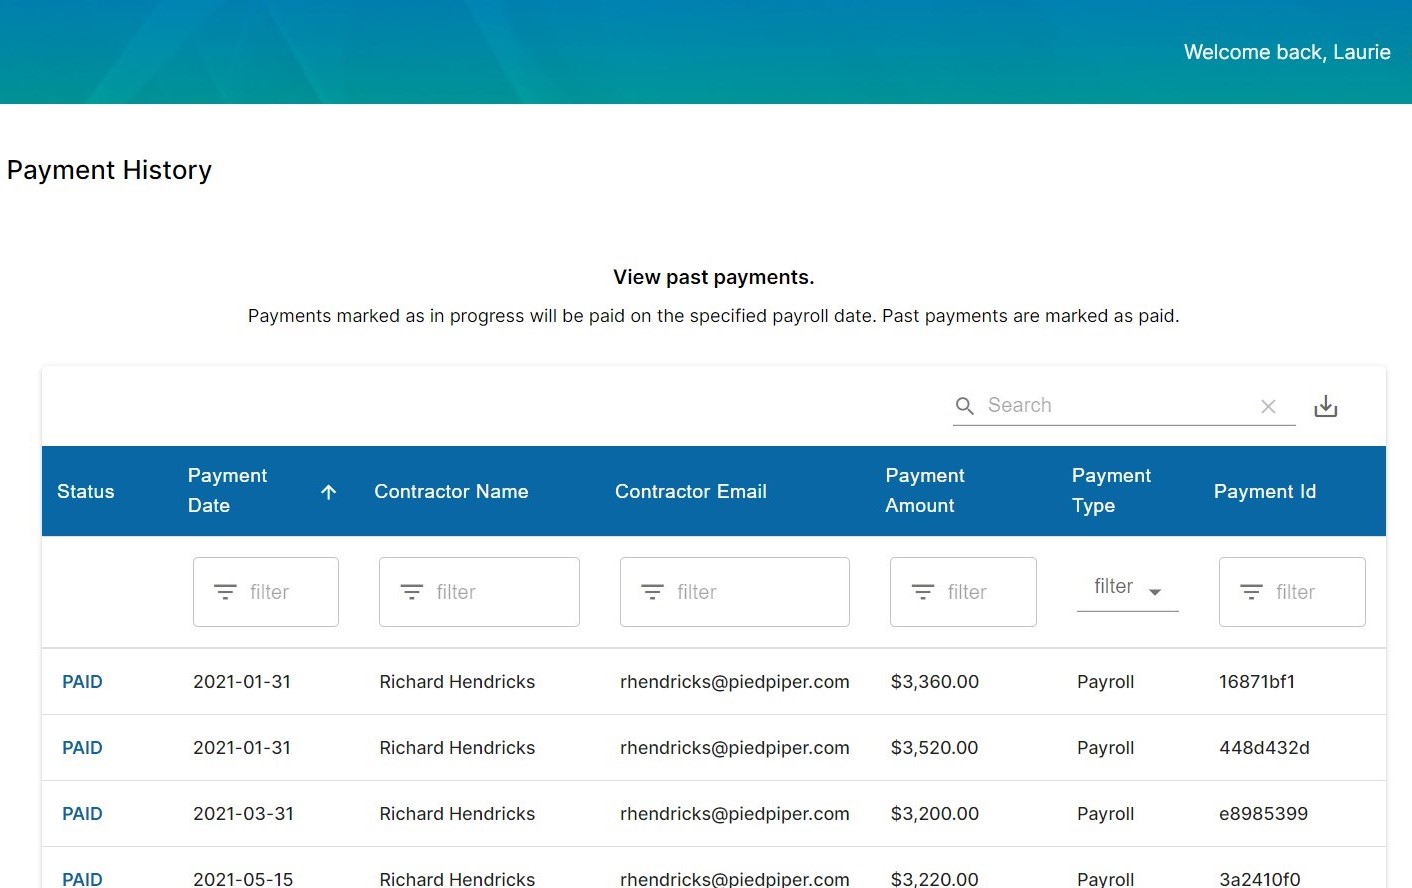 Welcome back, Laurie
Payment History
View past payments.
Payments marked as in progress will be paid on the specified payroll date. Past payments are marked as paid.
Search
Status Payment Date Contractor Name Contractor Email Payment Amount Payment Type Payment Id
filter filter filter filter filter filter
PAID 2021-01-31 Richard Hendricks rhendricks@piedpiper.com $3,360.00 Payroll 16871bf1
PAID 2021-01-31 Richard Hendricks rhendricks@piedpiper.com $3,520.00 Payroll 448d432d
PAID 2021-03-31 Richard Hendricks rhendricks@piedpiper.com $3,200.00 Payroll e8985399
PAID 2021-05-15 Richard Hendricks rhendricks@piedpiper.com $3,220.00 Payroll 3a2410f0